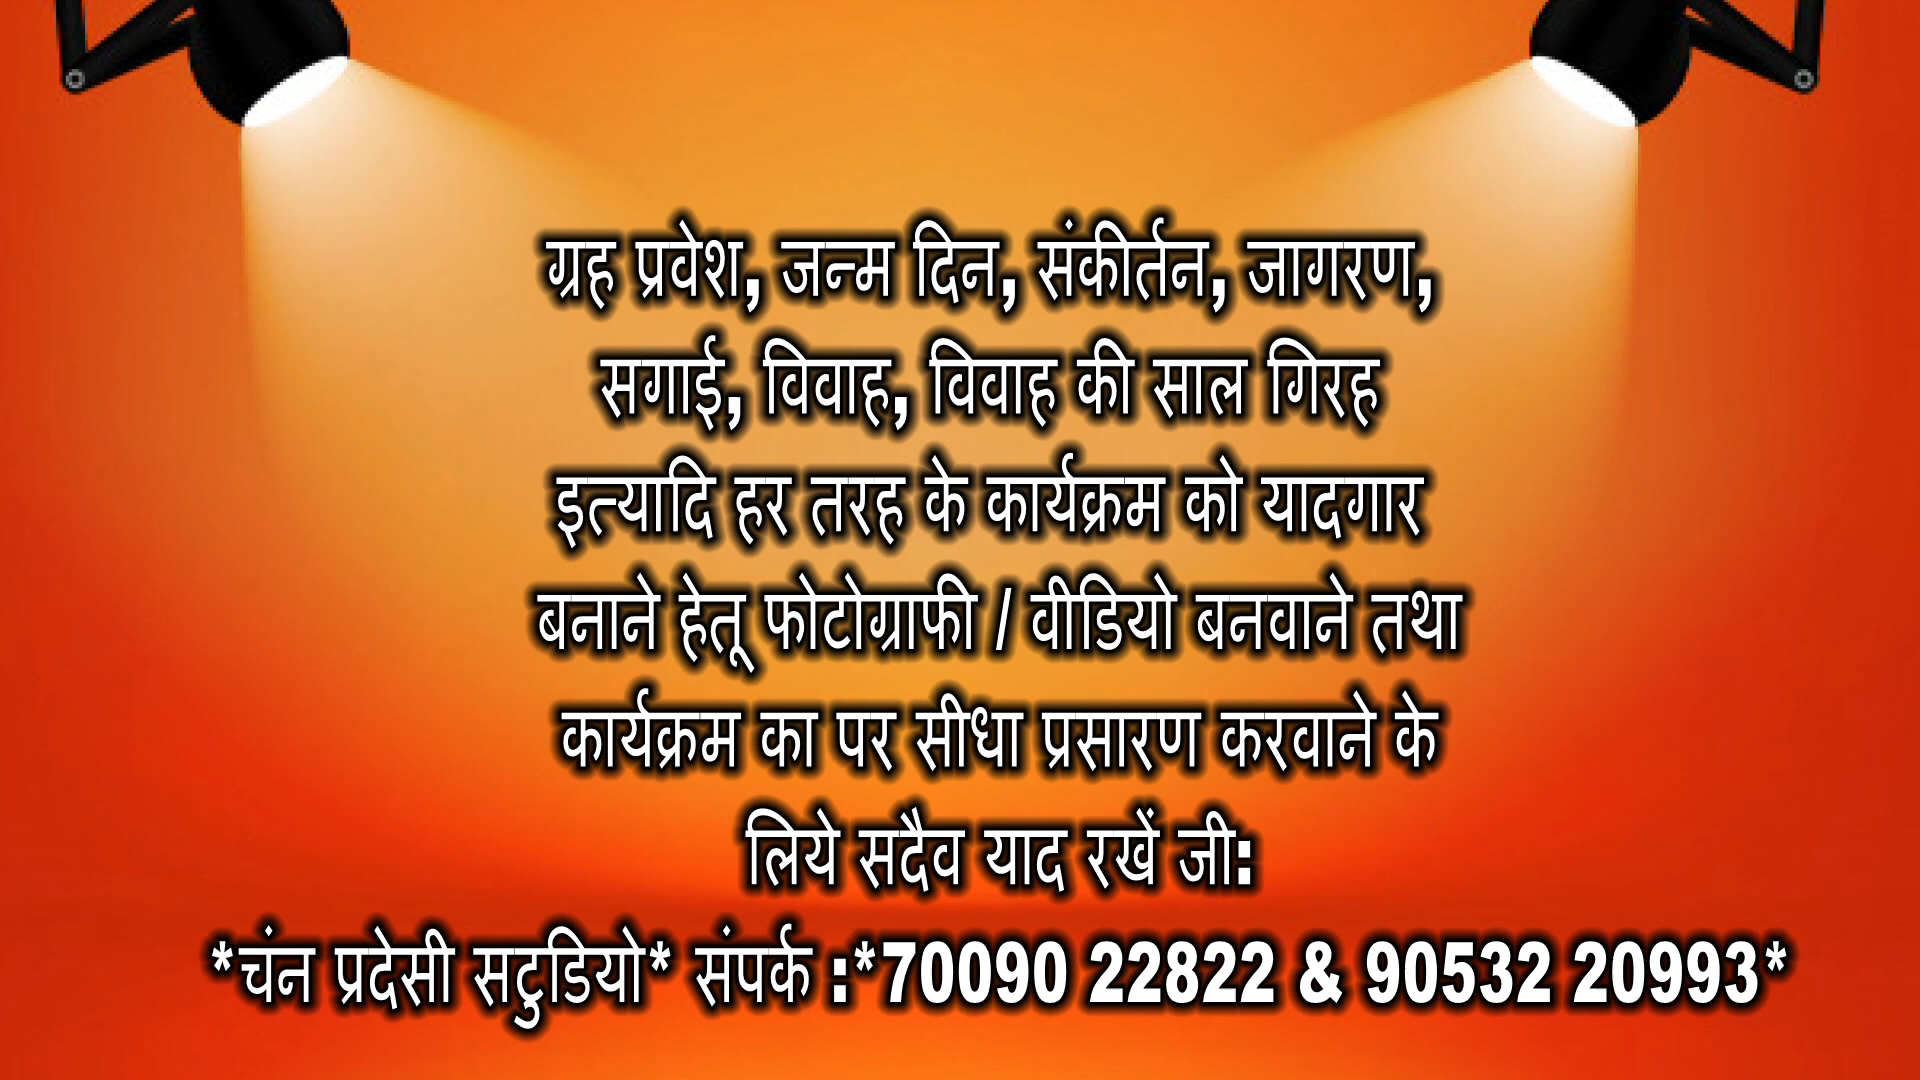 ग्रह प्रवेश, जन्म दिन, संकीर्तन, जागरण,
सगाई, विवाह, विवाह की साल गिरह
इत्यादि हर तरह के कार्यक्रम को यादगार
बनाने हेतू फोटोग्राफी / वीडियो बनवाने तथा
कार्यक्रम का पर सीधा प्रसारण करवाने के
लिये सदैव याद रखें जी:
*चंन प्रदेसी सटुडियो* संपर्क :*70090 22822 & 90532 20993*